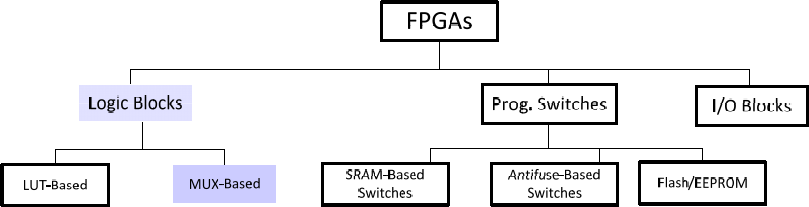 FPGAs
Logic Blocks
Prog. Switches
I/O Blocks
LUT-Based
MUX-Based
SRAM-Based
Switches
Antifuse-Based
Switches
Flash/EEPROM